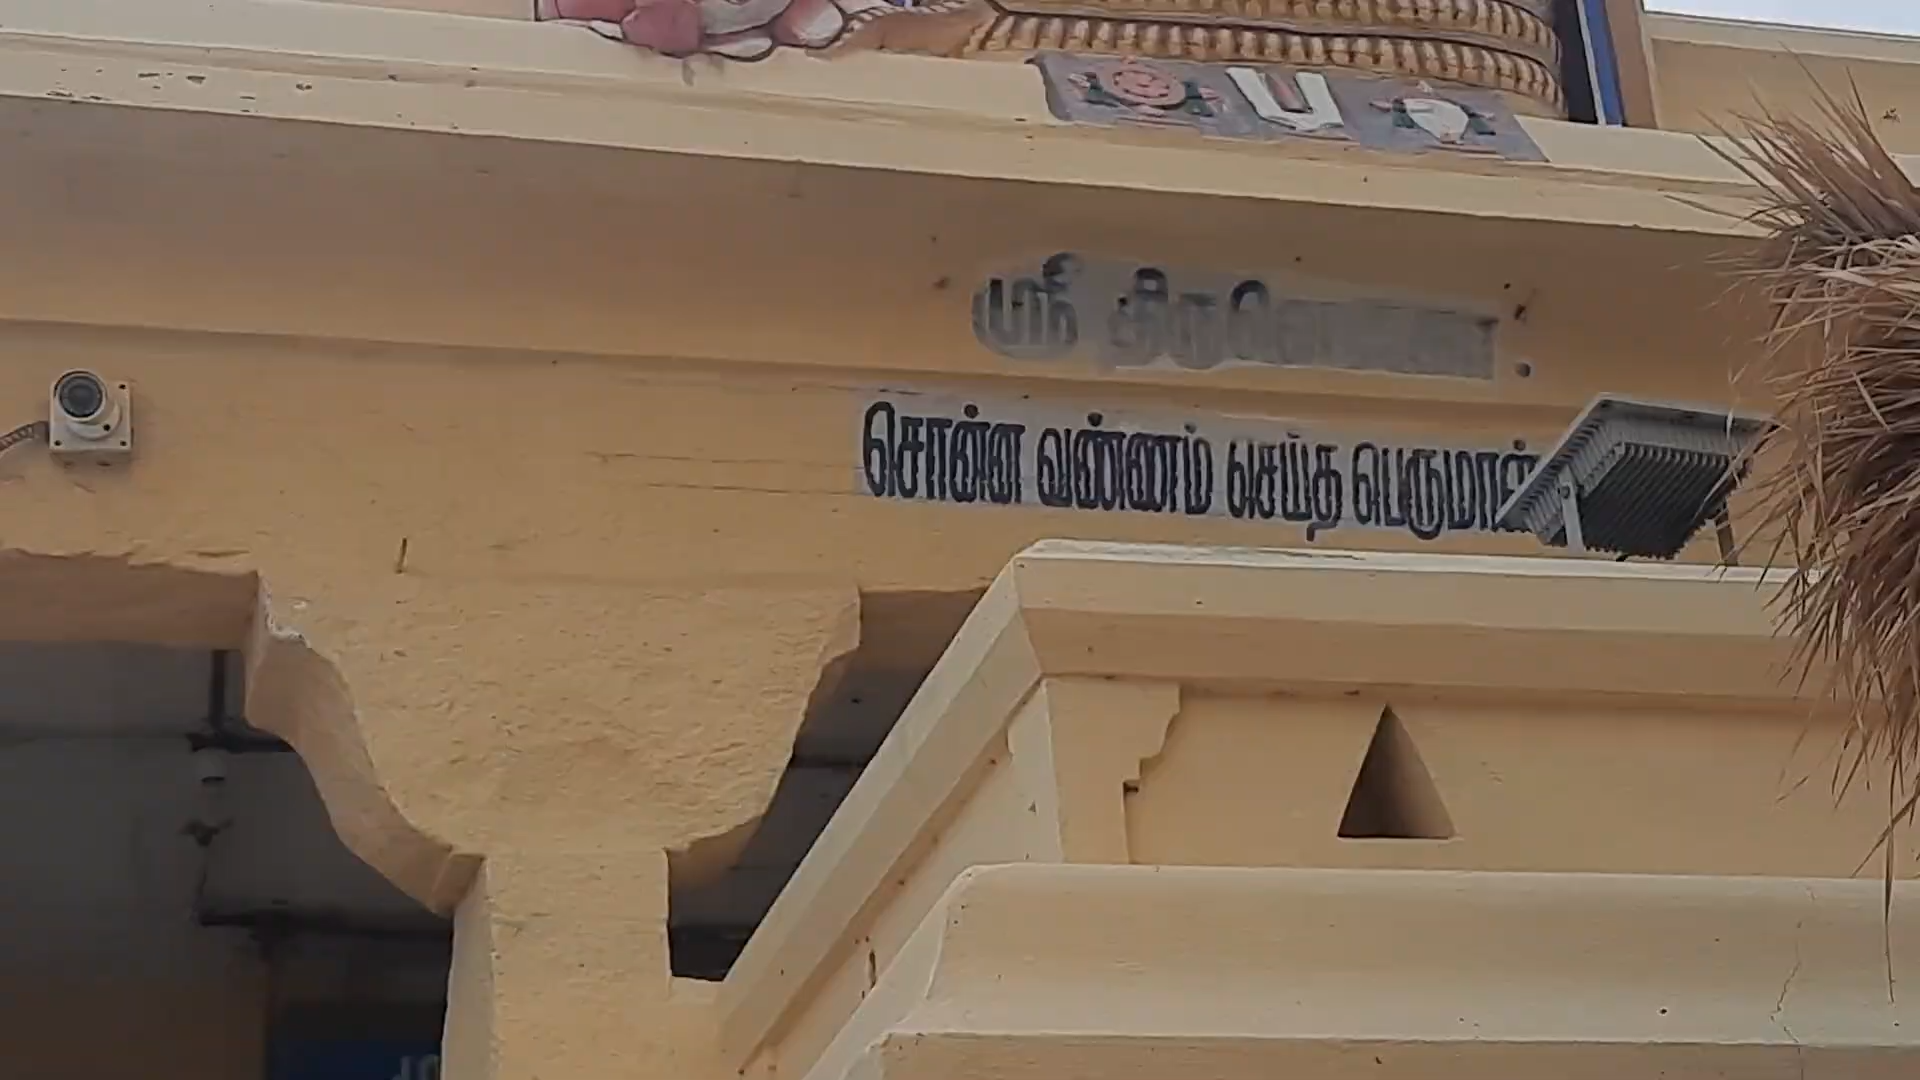 ஸ்ரீ
சொன்ன வண்ணம் செய்த பெருமாள்